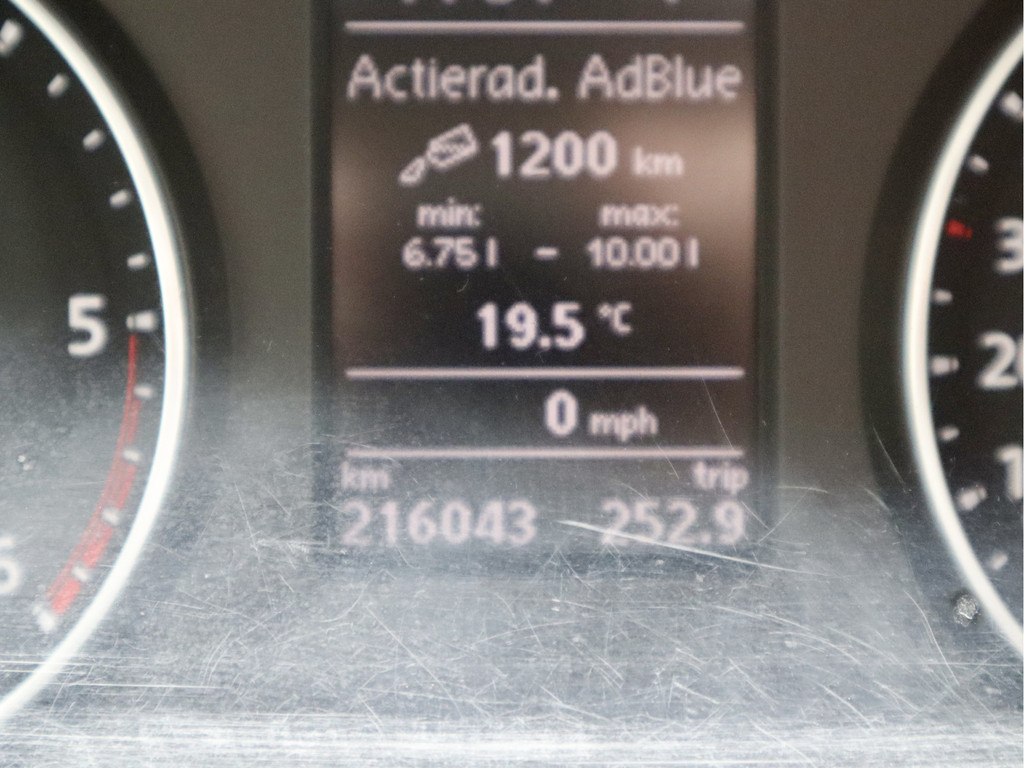 Actierad. AdBlue
1200 km
min: max:
6.75 l - 10.00 l
19.5 °C
0 mph
km trip
216043 252.9
5